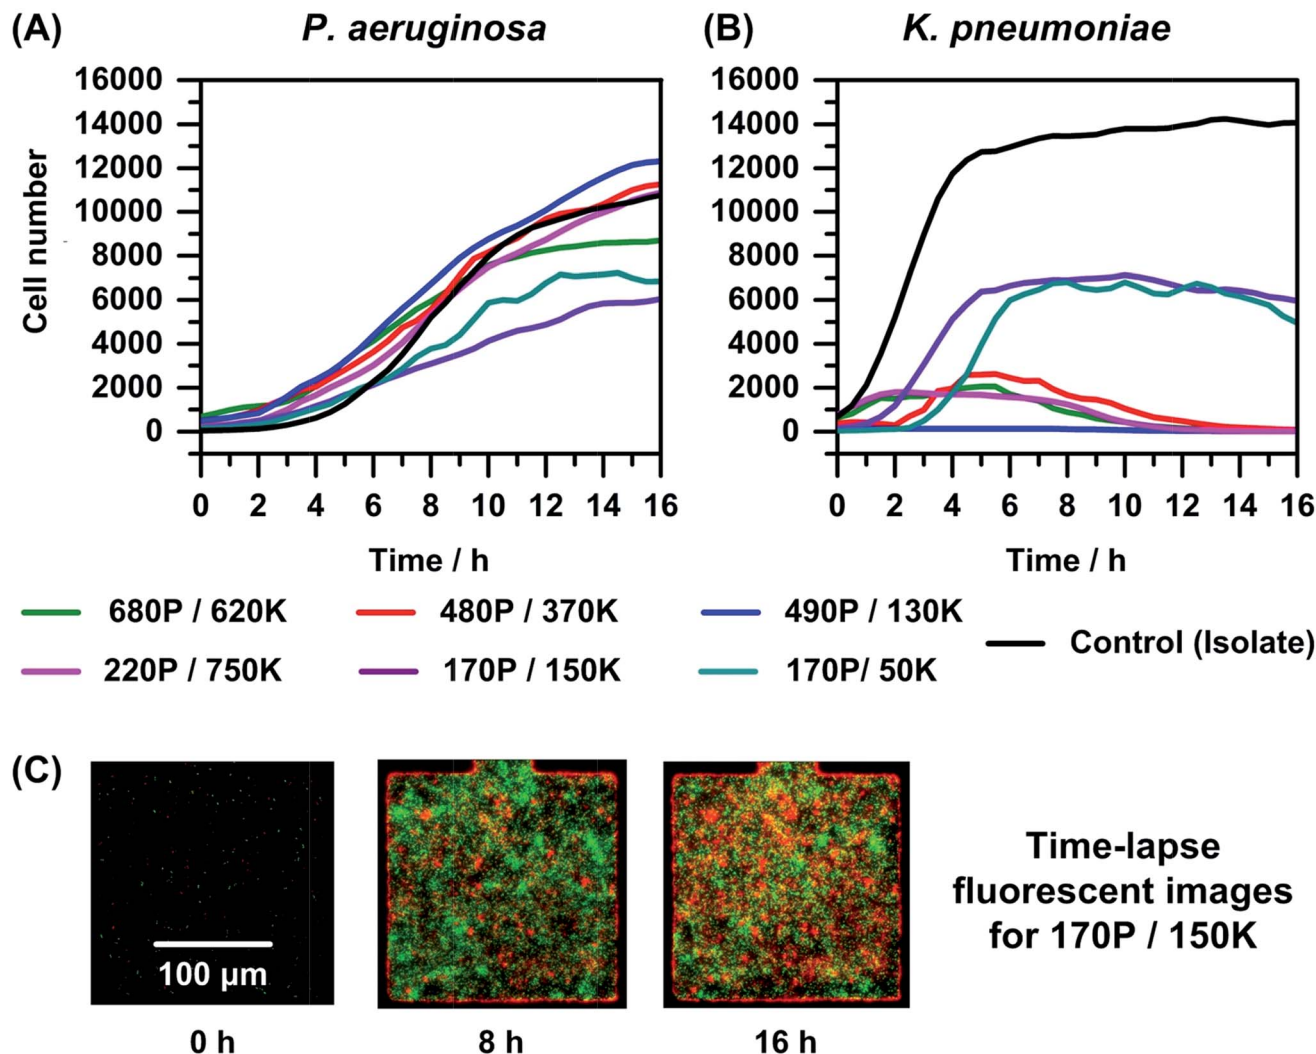 (A) P. aeruginosa
(B) K. pneumoniae
Cell number
16000
14000
12000
10000
8000
6000
4000
2000
0
0 2 4 6 8 10 12 14 16
Time / h
16000
14000
12000
10000
8000
6000
4000
2000
0
0 2 4 6 8 10 12 14 16
Time / h
680P / 620K
480P / 370K
490P / 130K
220P / 750K
170P / 150K
170P/ 50K
Control (Isolate)
(C)
100 µm
0 h
8 h
16 h
Time-lapse
fluorescent images
for 170P / 150K